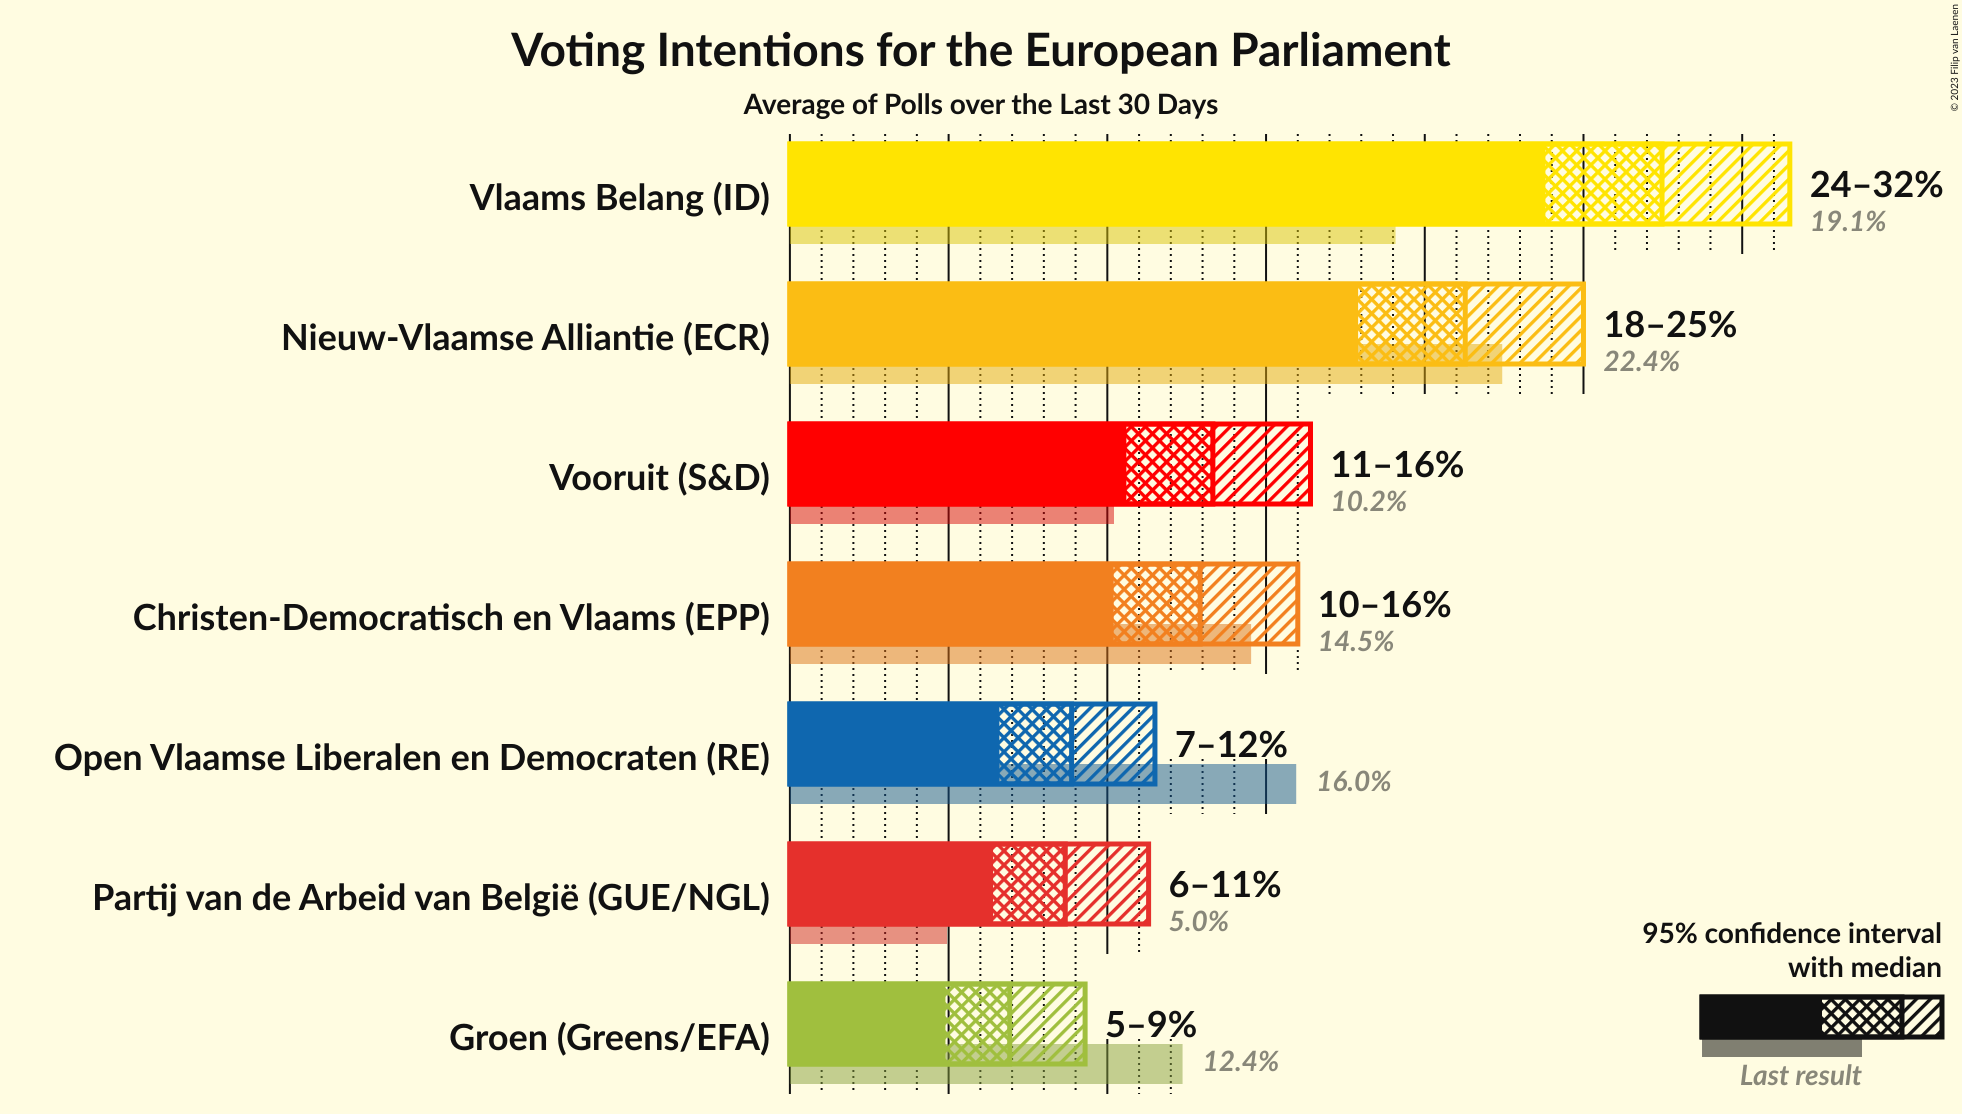 Voting Intentions for the European Parliament
Average of Polls over the Last 30 Days
© 2023 Filip van Laenen
Vlaams Belang (ID)
24–32%
19.1%
Nieuw-Vlaamse Alliantie (ECR)
18–25%
22.4%
Vooruit (S&D)
11–16%
10.2%
Christen-Democratisch en Vlaams (EPP)
10–16%
14.5%
Open Vlaamse Liberalen en Democraten (RE)
7–12%
16.0%
Partij van de Arbeid van België (GUE/NGL)
6–11%
5.0%
Groen (Greens/EFA)
5–9%
12.4%
95% confidence interval
with median
Last result